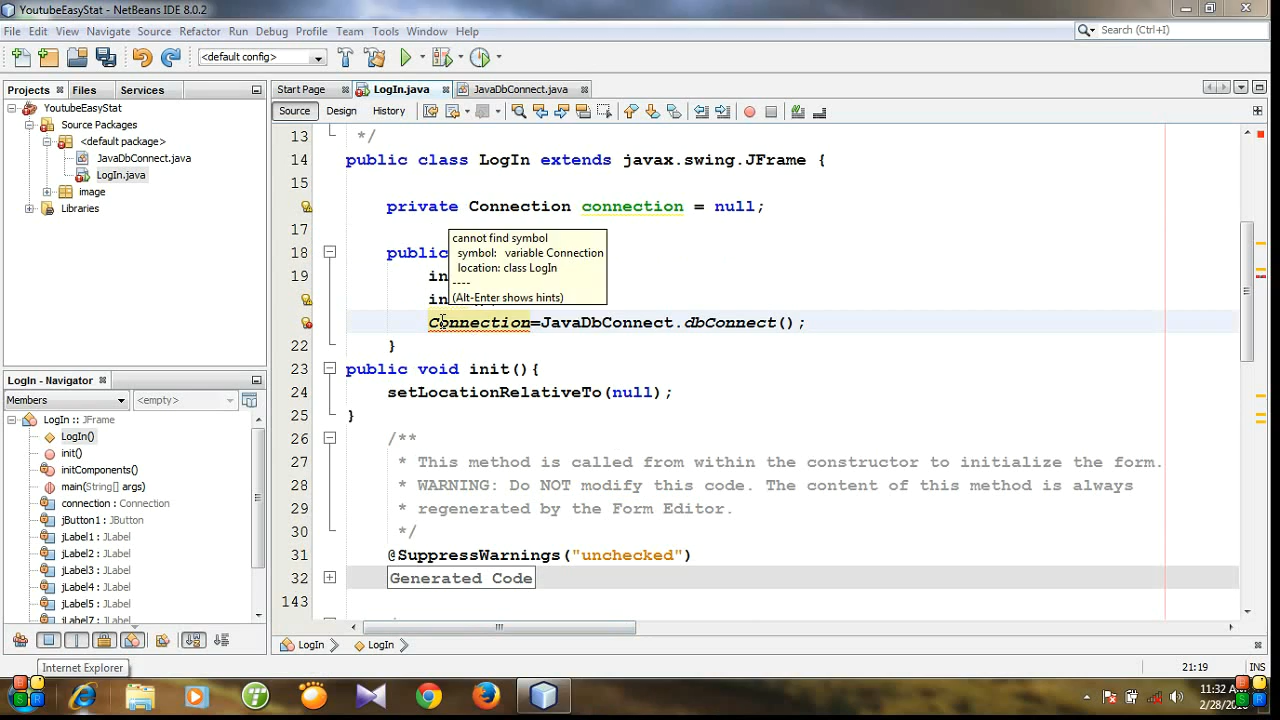 YoutubeEasyStat - NetBeans IDE 8.0.2
File Edit View Navigate Source Refactor Run Debug Profile Team Tools Window Help
Search (Ctrl+I)
<default config>
Projects Files Services
Start Page LogIn.java JavaDbConnect.java
Source Design History
YoutubeEasyStat
Source Packages
<default package>
JavaDbConnect.java
LogIn.java
image
Libraries
13 */
14 public class LogIn extends javax.swing.JFrame {
15
private Connection connection = null;
17
18 public
19 in
in
Connection=JavaDbConnect.dbConnect();
22 }
23 public void init(){
24 setLocationRelativeTo(null);
25 }
26 /**
27 * This method is called from within the constructor to initialize the form.
28 * WARNING: Do NOT modify this code. The content of this method is always
29 * regenerated by the Form Editor.
30 */
31 @SuppressWarnings("unchecked")
32 Generated Code
143
cannot find symbol
symbol: variable Connection
location: class LogIn
----
(Alt-Enter shows hints)
LogIn - Navigator
Members <empty>
LogIn :: JFrame
LogIn()
init()
initComponents()
main(String[] args)
connection : Connection
jButton1 : JButton
jLabel1 : JLabel
jLabel2 : JLabel
jLabel3 : JLabel
jLabel4 : JLabel
jLabel5 : JLabel
jLabel7 : JLabel
LogIn LogIn
Internet Explorer
21:19 INS
11:32 AM